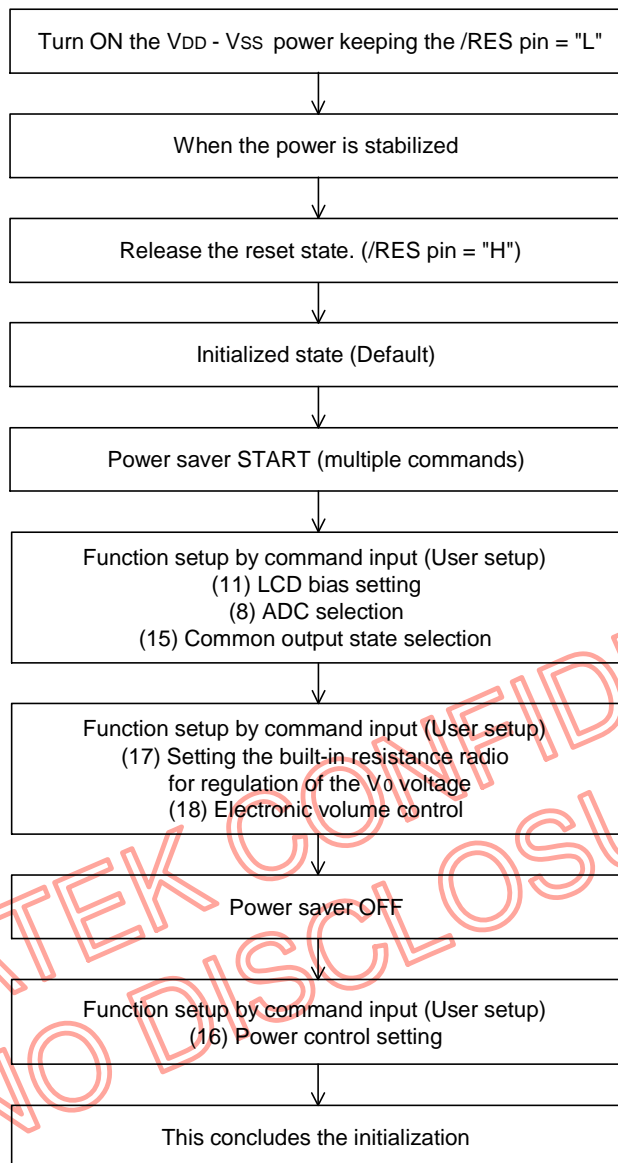 Turn ON the VDD - VSS power keeping the /RES pin = "L"
When the power is stabilized
Release the reset state. (/RES pin = "H")
Initialized state (Default)
Power saver START (multiple commands)
Function setup by command input (User setup)
(11) LCD bias setting
(8) ADC selection
(15) Common output state selection
Function setup by command input (User setup)
(17) Setting the built-in resistance radio
for regulation of the V0 voltage
(18) Electronic volume control
Power saver OFF
Function setup by command input (User setup)
(16) Power control setting
This concludes the initialization
NO